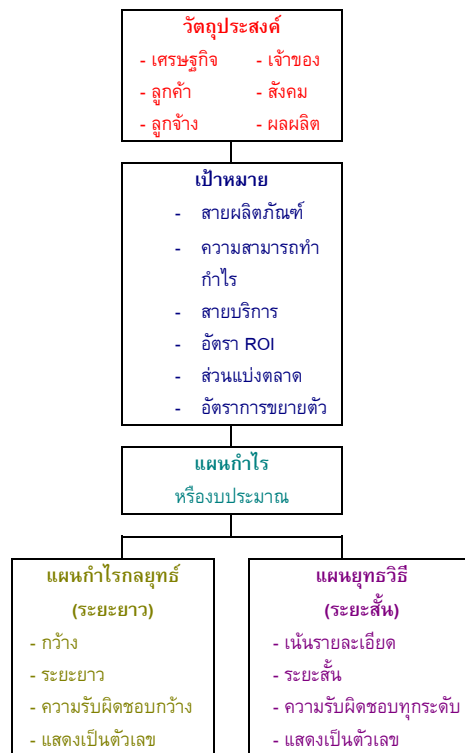 วัตถุประสงค์
- เศรษฐกิจ - เจ้าของ
- ลูกค้า - สังคม
- ลูกจ้าง - ผลผลิต
เป้าหมาย
- สายผลิตภัณฑ์
- ความสามารถทำ
กำไร
- สายบริการ
- อัตรา ROI
- ส่วนแบ่งตลาด
- อัตราการขยายตัว
แผนกำไร
หรืองบประมาณ
แผนกำไรกลยุทธ์
(ระยะยาว)
- กว้าง
- ระยะยาว
- ความรับผิดชอบกว้าง
- แสดงเป็นตัวเลข
แผนยุทธวิธี
(ระยะสั้น)
- เน้นรายละเอียด
- ระยะสั้น
- ความรับผิดชอบทุกระดับ
- แสดงเป็นตัวเลข